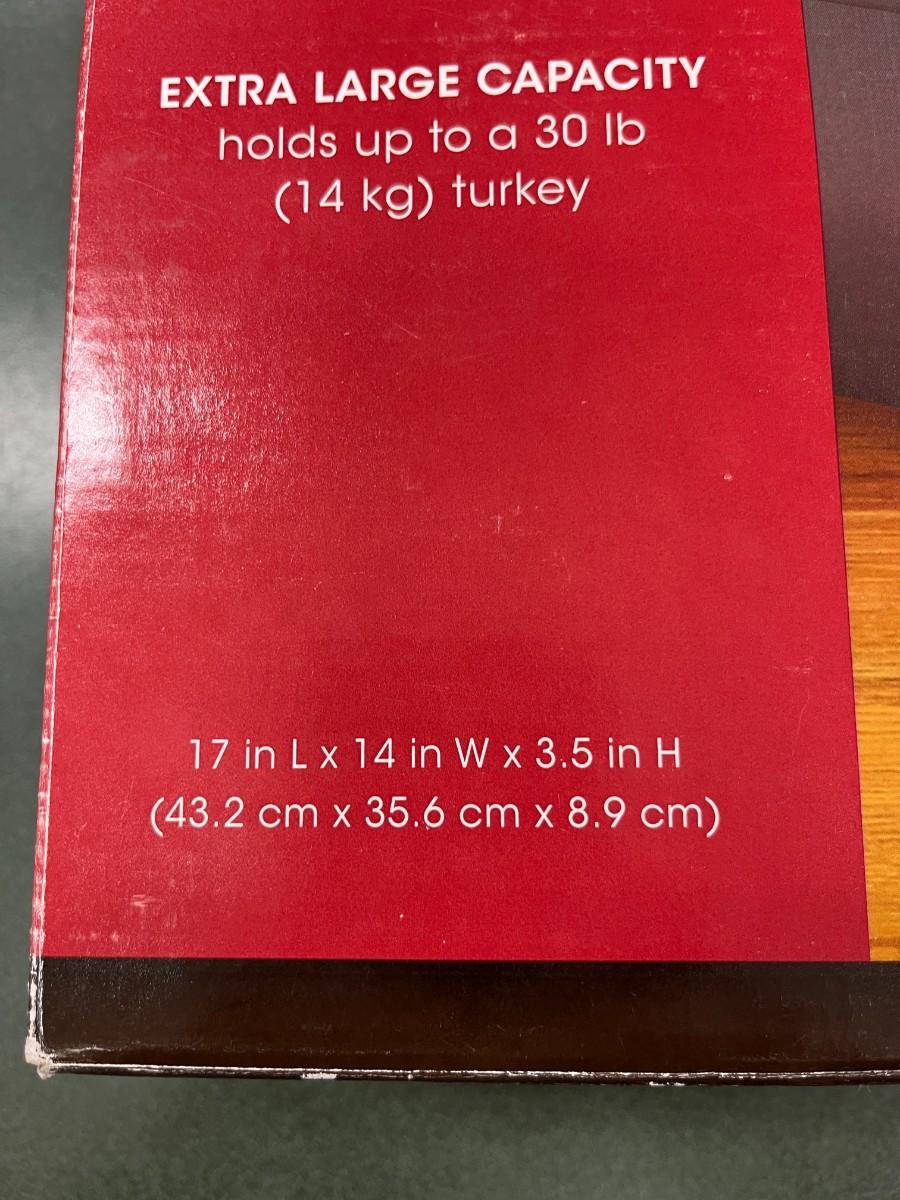 EXTRA LARGE CAPACITY
holds up to a 30 lb
(14 kg) turkey
17 in L x 14 in W x 3.5 in H
(43.2 cm x 35.6 cm x 8.9 cm)